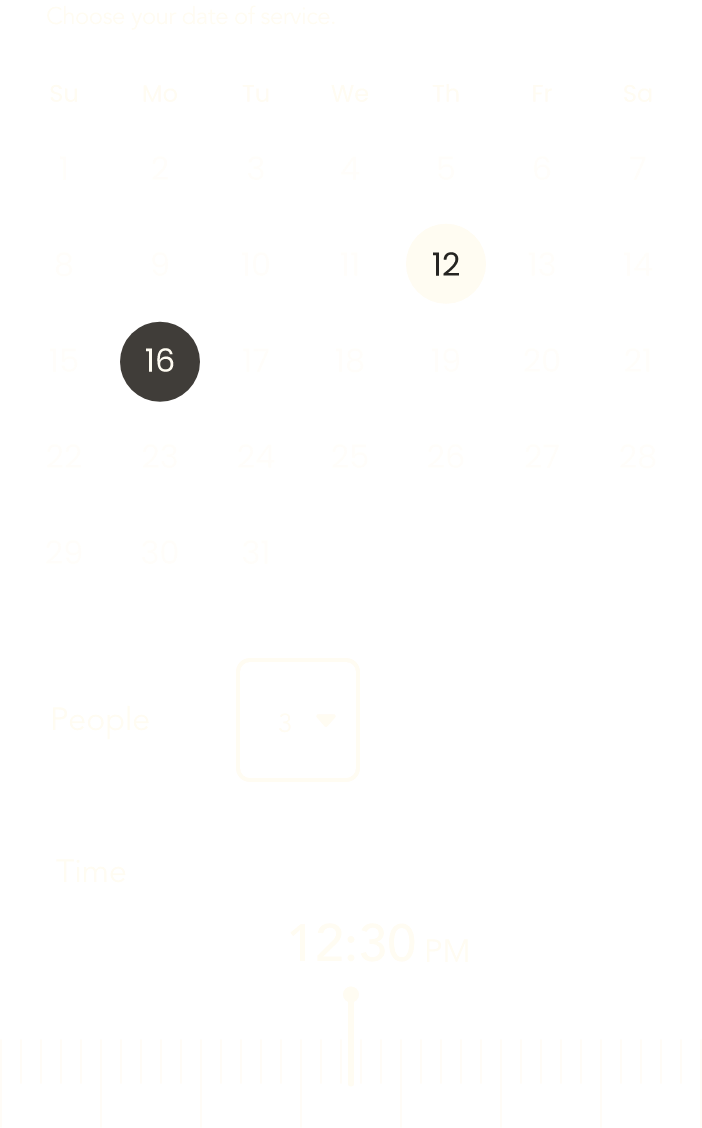 Choose your date of service:
Su Mo Tu We Th Fr Sa
1 2 3 4 5 6 7
8 9 10 11 12 13 14
15 16 17 18 19 20 21
22 23 24 25 26 27 28
29 30 31
People 3
Time
12:30 PM